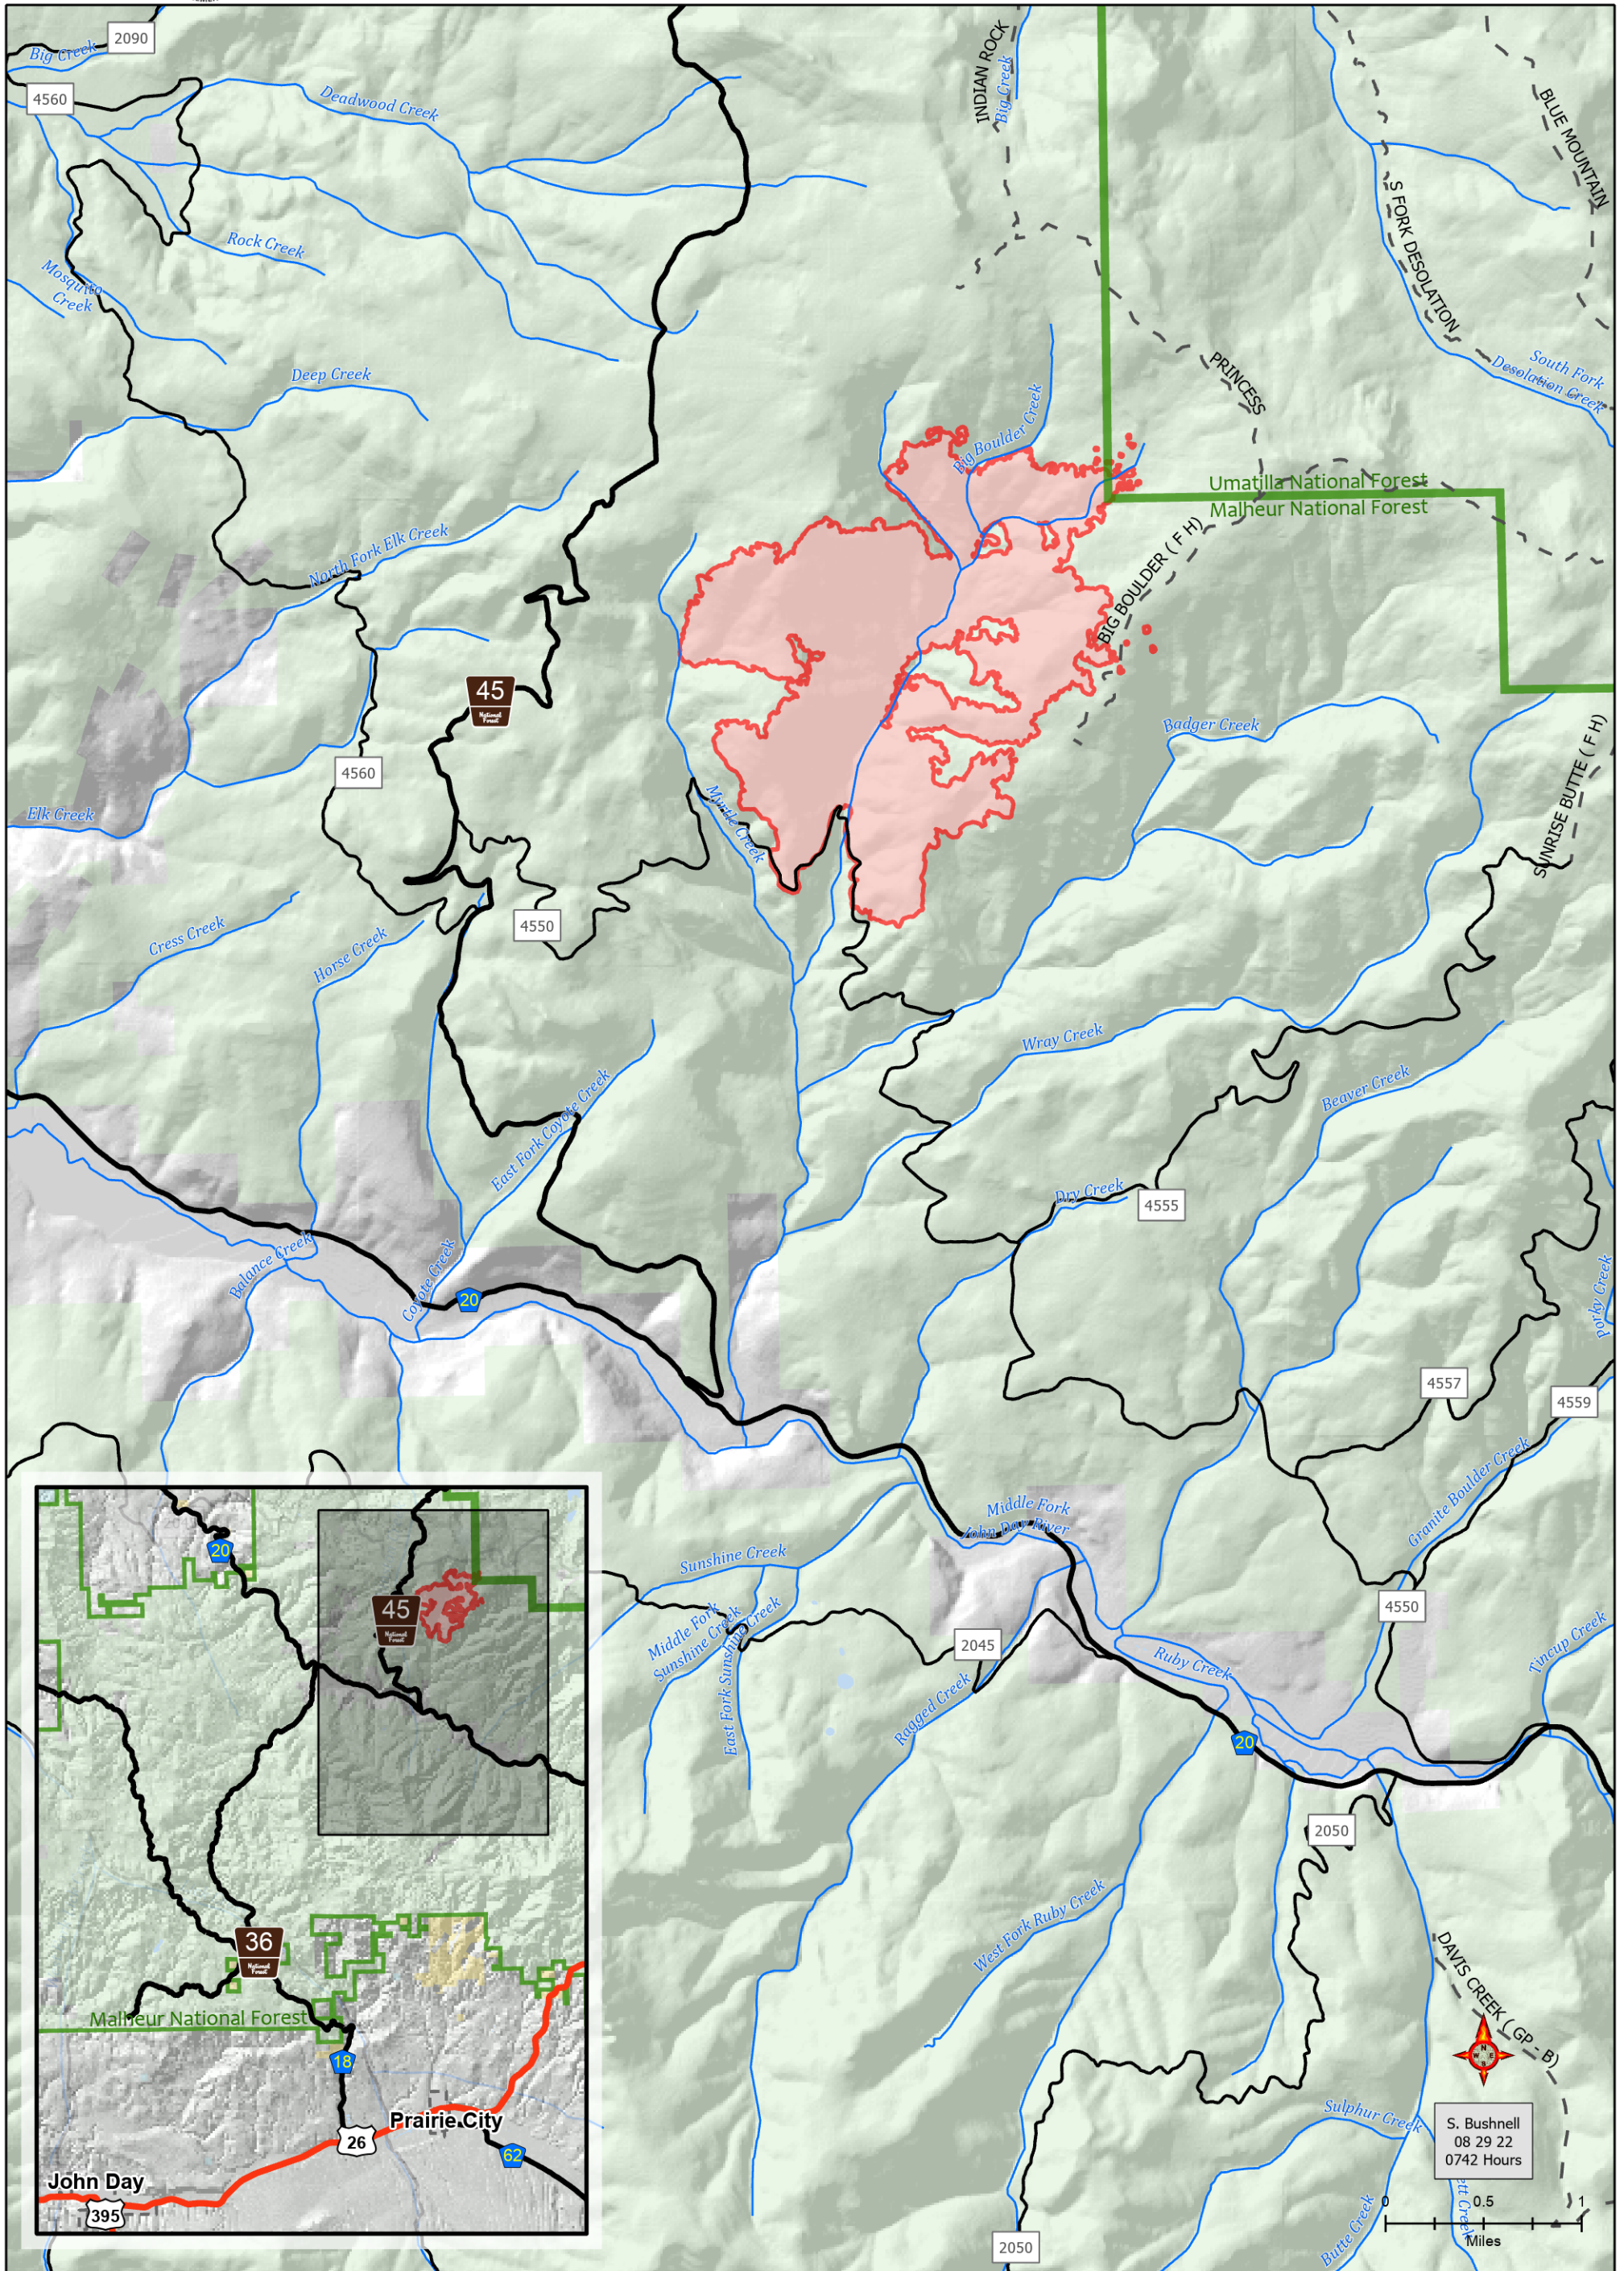 2090
Big Creek
4560
Deadwood Creek
INDIAN ROCK
Big Creek
BLUE MOUNTAIN
S FORK DESOLATION
Rock Creek
Mosquito
Creek
South Fork
Desolation Creek
PRINCESS
Deep Creek
Big Boulder Creek
Umatilla National Forest
Malheur National Forest
North Fork Elk Creek
BIG BOULDER ( F H)
45
National
Forest
Badger Creek
SUNRISE BUTTE ( F H)
4560
Elk Creek
Myrtle Creek
4550
Cress Creek
Horse Creek
Wray Creek
Beaver Creek
East Fork Coyote Creek
Dry Creek
4555
Balance Creek
Coyote Creek
20
Porky Creek
4557
4559
Granite Boulder Creek
Middle Fork
John Day River
Sunshine Creek
Middle Fork
Sunshine Creek
East Fork Sunshine Creek
2045
Ragged Creek
4550
Ruby Creek
Tincup Creek
20
2050
West Fork Ruby Creek
DAVIS CREEK ( GP - B)
N
W
E
S
Sulphur Creek
S. Bushnell
08 29 22
0742 Hours
0
0.5
1
Miles
Butte Creek
2050
20
45
National
Forest
36
National
Forest
Malheur National Forest
18
Prairie City
26
62
John Day
395